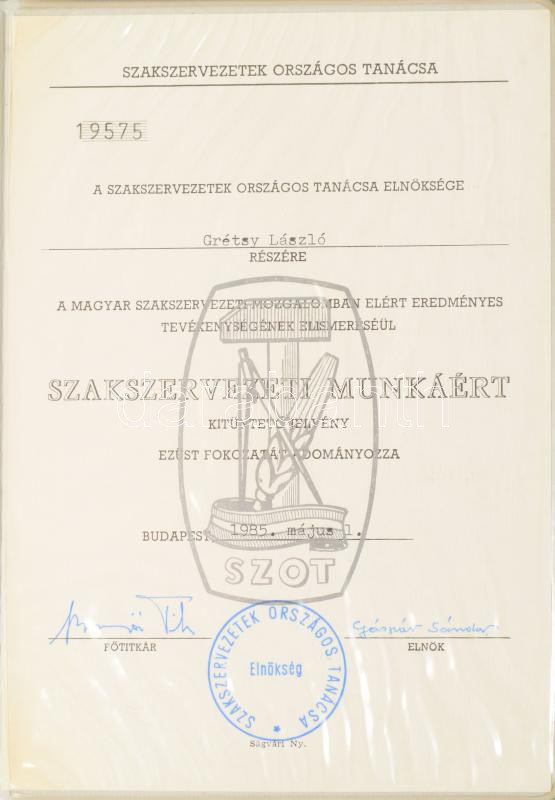 SZAKSZERVEZETEK ORSZÁGOS TANÁCSA
19575
A SZAKSZERVEZETEK ORSZÁGOS TANÁCSA ELNÖKSÉGE
Grétsy László
RÉSZÉRE
A MAGYAR SZAKSZERVEZETI MOZGALOMBAN ELÉRT EREDMÉNYES
TEVÉKENYSÉGÉNEK ELISMERÉSÉÜL
SZAKSZERVEZETI MUNKÁÉRT
darabanth
KITÜNTETŐ JELVÉNY
EZÜST FOKOZATÁT ADOMÁNYOZZA
BUDAPEST, 1985. május 1.
SZOT
Gáspár Sándor
FŐTITKÁR
ELNÖK
SZAKSZERVEZETEK ORSZÁGOS TANÁCSA
Elnökség
Ságvári Ny.